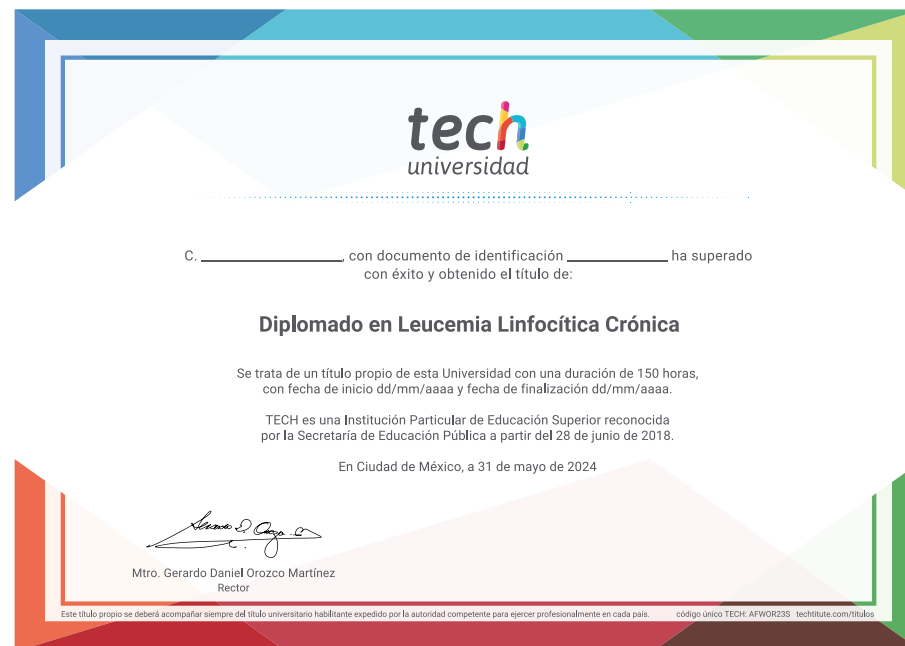 tech
universidad
C. ____________________, con documento de identificación ______________ ha superado
con éxito y obtenido el título de:
Diplomado en Leucemia Linfocítica Crónica
Se trata de un título propio de esta Universidad con una duración de 150 horas,
con fecha de inicio dd/mm/aaaa y fecha de finalización dd/mm/aaaa.
TECH es una Institución Particular de Educación Superior reconocida
por la Secretaría de Educación Pública a partir del 28 de junio de 2018.
En Ciudad de México, a 31 de mayo de 2024
Mtro. Gerardo Daniel Orozco Martínez
Rector
Este título propio se deberá acompañar siempre del título universitario habilitante expedido por la autoridad competente para ejercer profesionalmente en cada país. código único TECH: AFWOR23S techtitute.com/títulos